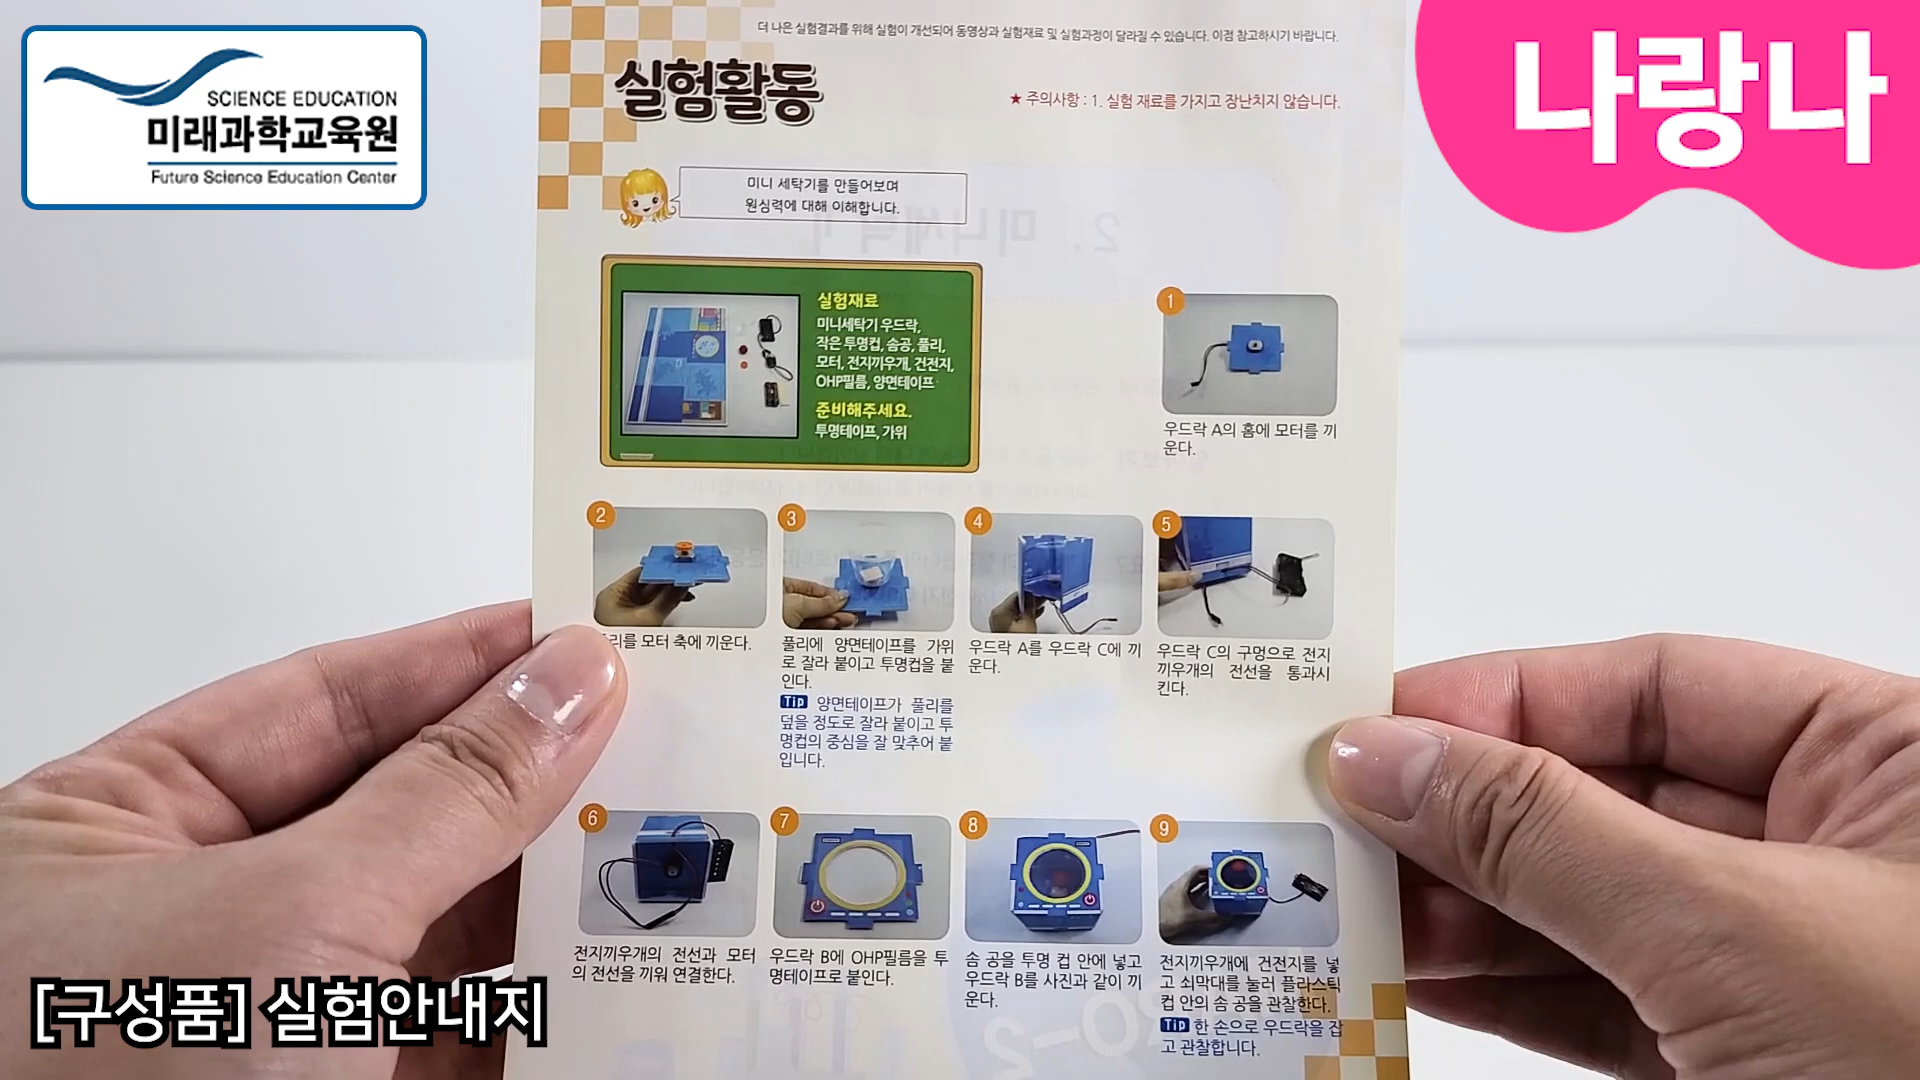 SCIENCE EDUCATION
미래과학교육원
Future Science Education Center
나랑나
더 나은 실험결과를 위해 실험이 개선되어 동영상과 실험재료 및 실험과정이 달라질 수 있습니다. 이점 참고하시기 바랍니다.
실험활동
★ 주의사항 : 1. 실험 재료를 가지고 장난치지 않습니다.
미니 세탁기를 만들어보며
원심력에 대해 이해합니다.
실험재료
미니세탁기 우드락,
작은 투명컵, 솜공, 풀리,
모터, 전지끼우개, 건전지,
OHP필름, 양면테이프
준비해주세요.
투명테이프, 가위
1
우드락 A의 홈에 모터를 끼
운다.
2
리를 모터 축에 끼운다.
3
풀리에 양면테이프를 가위
로 잘라 붙이고 투명컵을 붙
인다.
Tip 양면테이프가 풀리를
덮을 정도로 잘라 붙이고 투
명컵의 중심을 잘 맞추어 붙
입니다.
4
우드락 A를 우드락 C에 끼
운다.
5
우드락 C의 구멍으로 전지
끼우개의 전선을 통과시
킨다.
6
전지끼우개의 전선과 모터
의 전선을 끼워 연결한다.
7
우드락 B에 OHP필름을 투
명테이프로 붙인다.
8
솜 공을 투명 컵 안에 넣고
우드락 B를 사진과 같이 끼
운다.
9
전지끼우개에 건전지를 넣
고 쇠막대를 눌러 플라스틱
컵 안의 솜 공을 관찰한다.
Tip 한 손으로 우드락을 잡
고 관찰합니다.
[구성품] 실험안내지